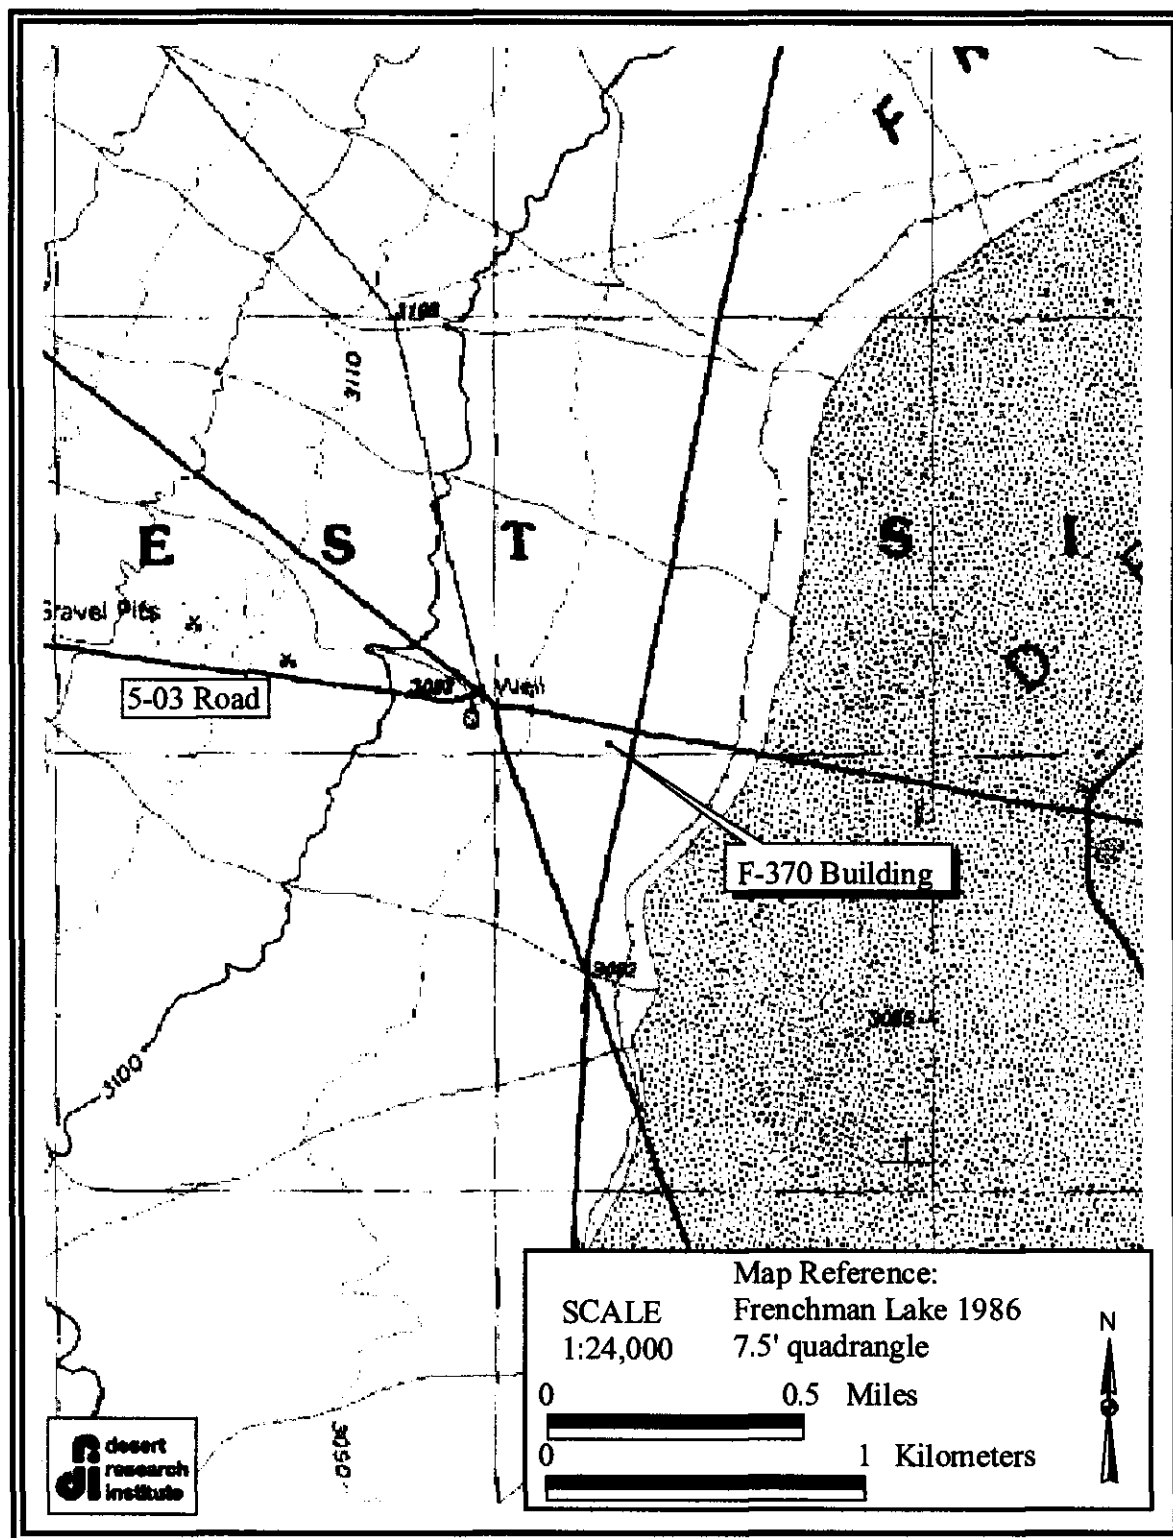 F
3110
E S T S I
Gravel Pits
5-03 Road
Well
D
F-370 Building
3100
Map Reference:
SCALE
Frenchman Lake 1986
1:24,000
7.5' quadrangle
N
0 0.5 Miles
0 1 Kilometers
desert
research
institute